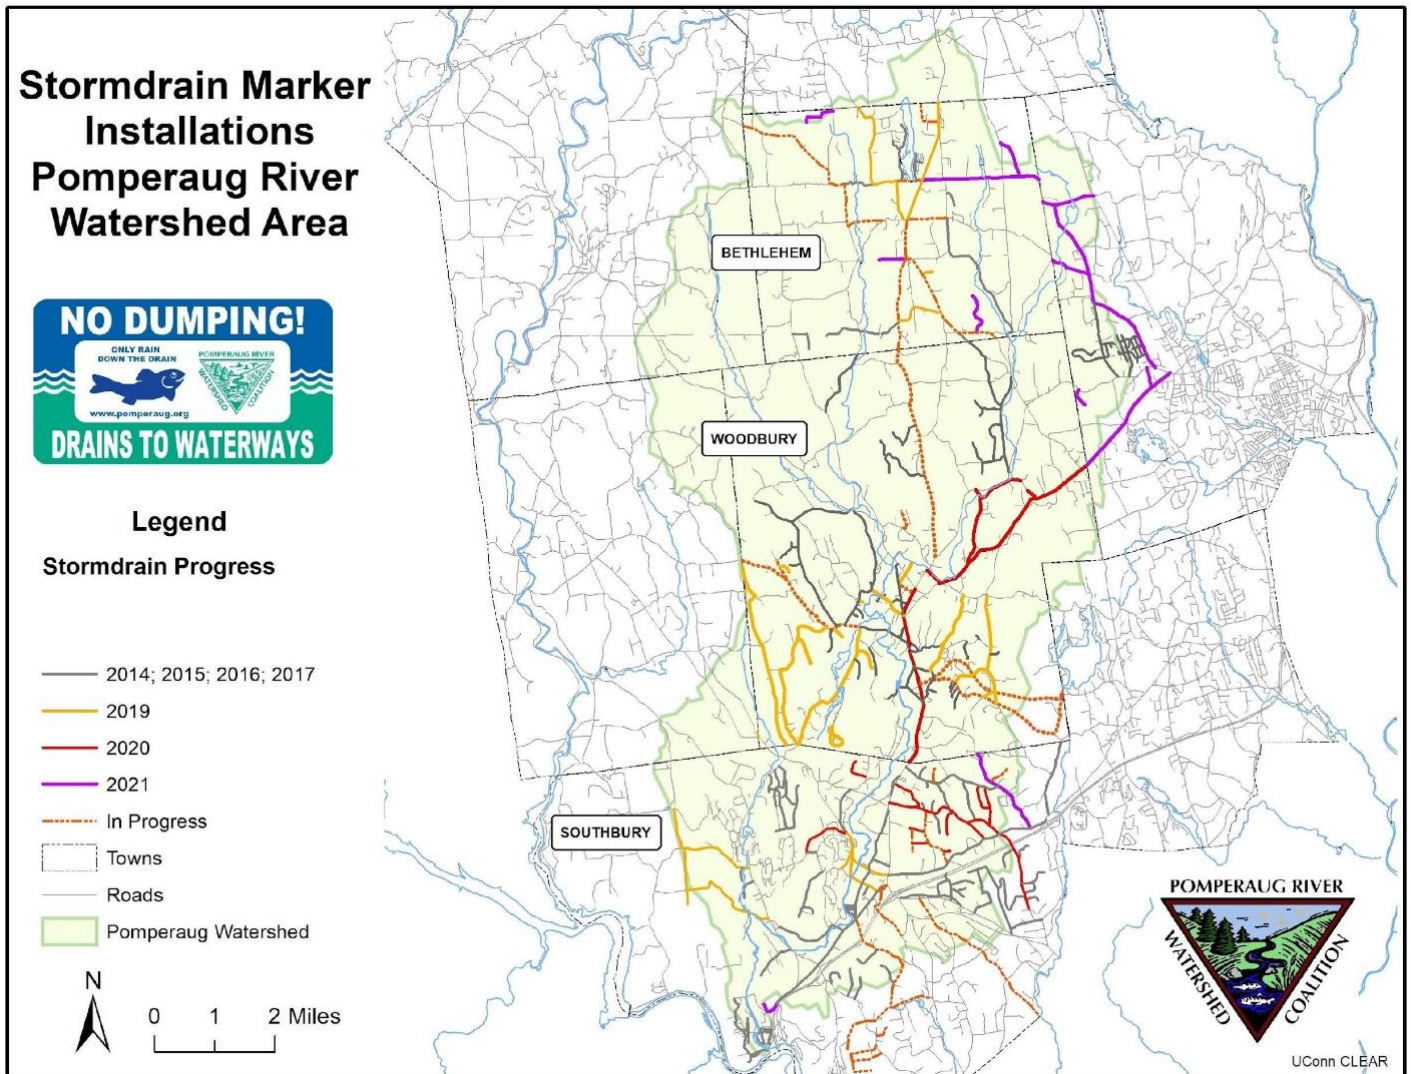 Stormdrain Marker
Installations
Pomperaug River
Watershed Area
NO DUMPING!
ONLY RAIN
DOWN THE DRAIN
POMPERAUG RIVER
WATERSHED
COALITION
www.pomperaug.org
DRAINS TO WATERWAYS
Legend
Stormdrain Progress
2014; 2015; 2016; 2017
2019
2020
2021
In Progress
Towns
Roads
Pomperaug Watershed
N
0 1 2 Miles
BETHLEHEM
WOODBURY
SOUTHBURY
POMPERAUG RIVER
WATERSHED
COALITION
UConn CLEAR